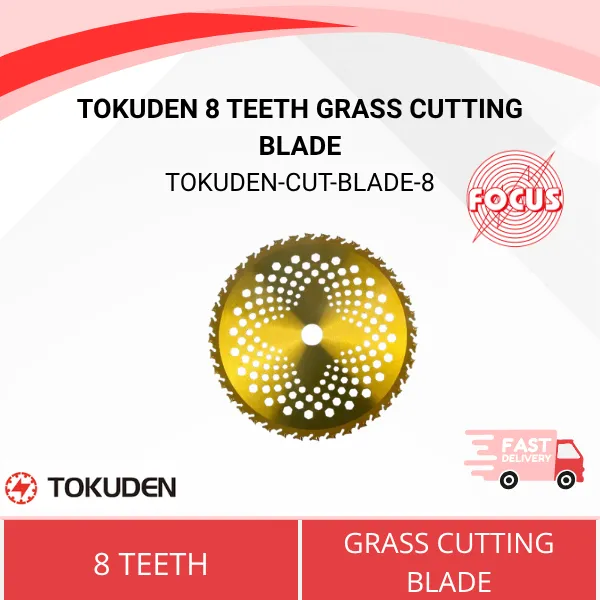 TOKUDEN 8 TEETH GRASS CUTTING
BLADE
TOKUDEN-CUT-BLADE-8
FOCUS
FAST
DELIVERY
TOKUDEN
8 TEETH
GRASS CUTTING
BLADE